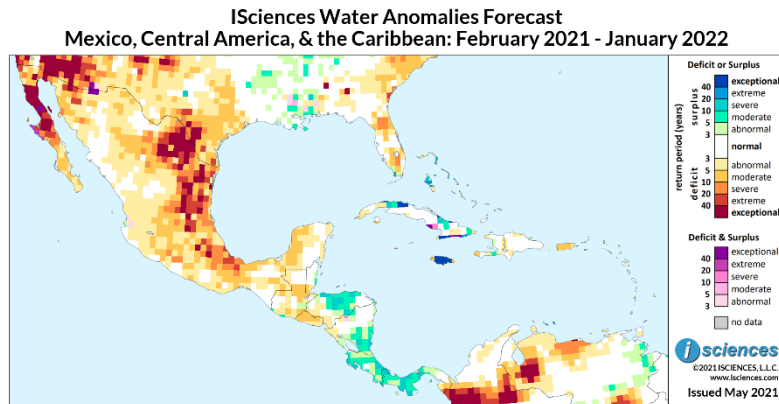 ISciences Water Anomalies Forecast
Mexico, Central America, & the Caribbean: February 2021 - January 2022
Deficit or Surplus
return period (years)
surplus
deficit
exceptional
40
extreme
20
severe
10
moderate
5
abnormal
3
normal
3
abnormal
5
moderate
10
severe
20
extreme
40
exceptional
Deficit & Surplus
exceptional
40
extreme
20
severe
10
moderate
5
abnormal
3
no data
i sciences
©2021 ISCIENCES, L.L.C.
www.isciences.com
Issued May 2021